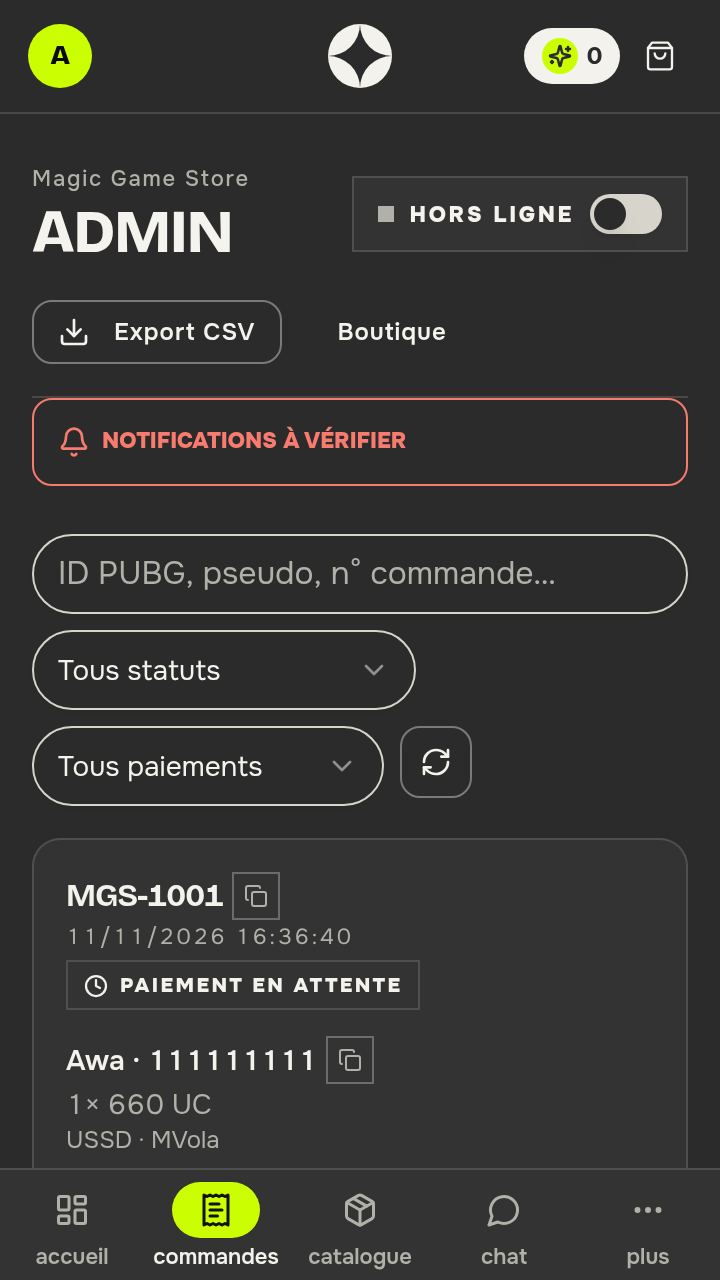 A
0
Magic Game Store
ADMIN
HORS LIGNE
Export CSV
Boutique
NOTIFICATIONS À VÉRIFIER
ID PUBG, pseudo, n° commande...
Tous statuts
Tous paiements
MGS-1001
11/11/2026 16:36:40
PAIEMENT EN ATTENTE
Awa · 111111111
1× 660 UC
USSD · MVola
accueil
commandes
catalogue
chat
plus